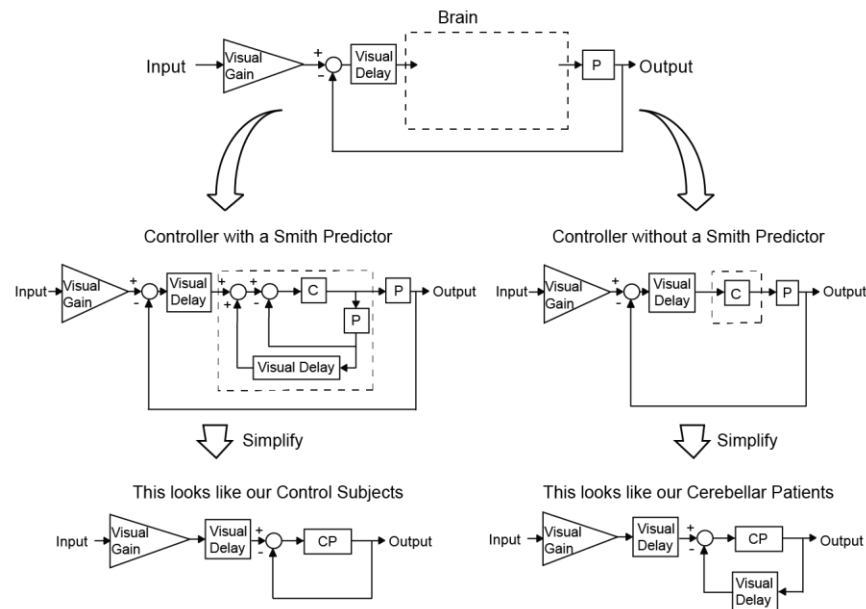 Brain
Input
Visual
Gain
+
-
Visual
Delay
P
Output
Controller with a Smith Predictor
Input
Visual
Gain
+
-
Visual
Delay
+
+
+
-
C
P
P
Visual Delay
Output
Simplify
This looks like our Control Subjects
Input
Visual
Gain
Visual
Delay
+
-
CP
Output
Controller without a Smith Predictor
Input
Visual
Gain
+
-
Visual
Delay
C
P
Output
Simplify
This looks like our Cerebellar Patients
Input
Visual
Gain
Visual
Delay
+
-
CP
Output
Visual
Delay